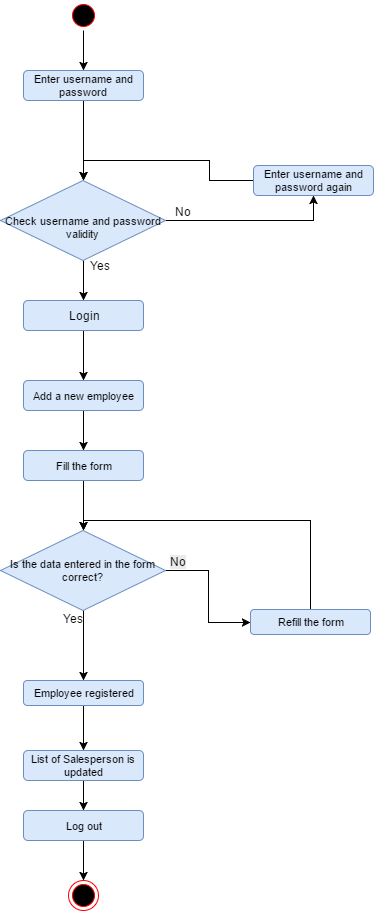 Enter username and
password
Enter username and
password again
Check username and password
validity
No
Yes
Login
Add a new employee
Fill the form
Is the data entered in the form
correct?
No
Yes
Refill the form
Employee registered
List of Salesperson is
updated
Log out